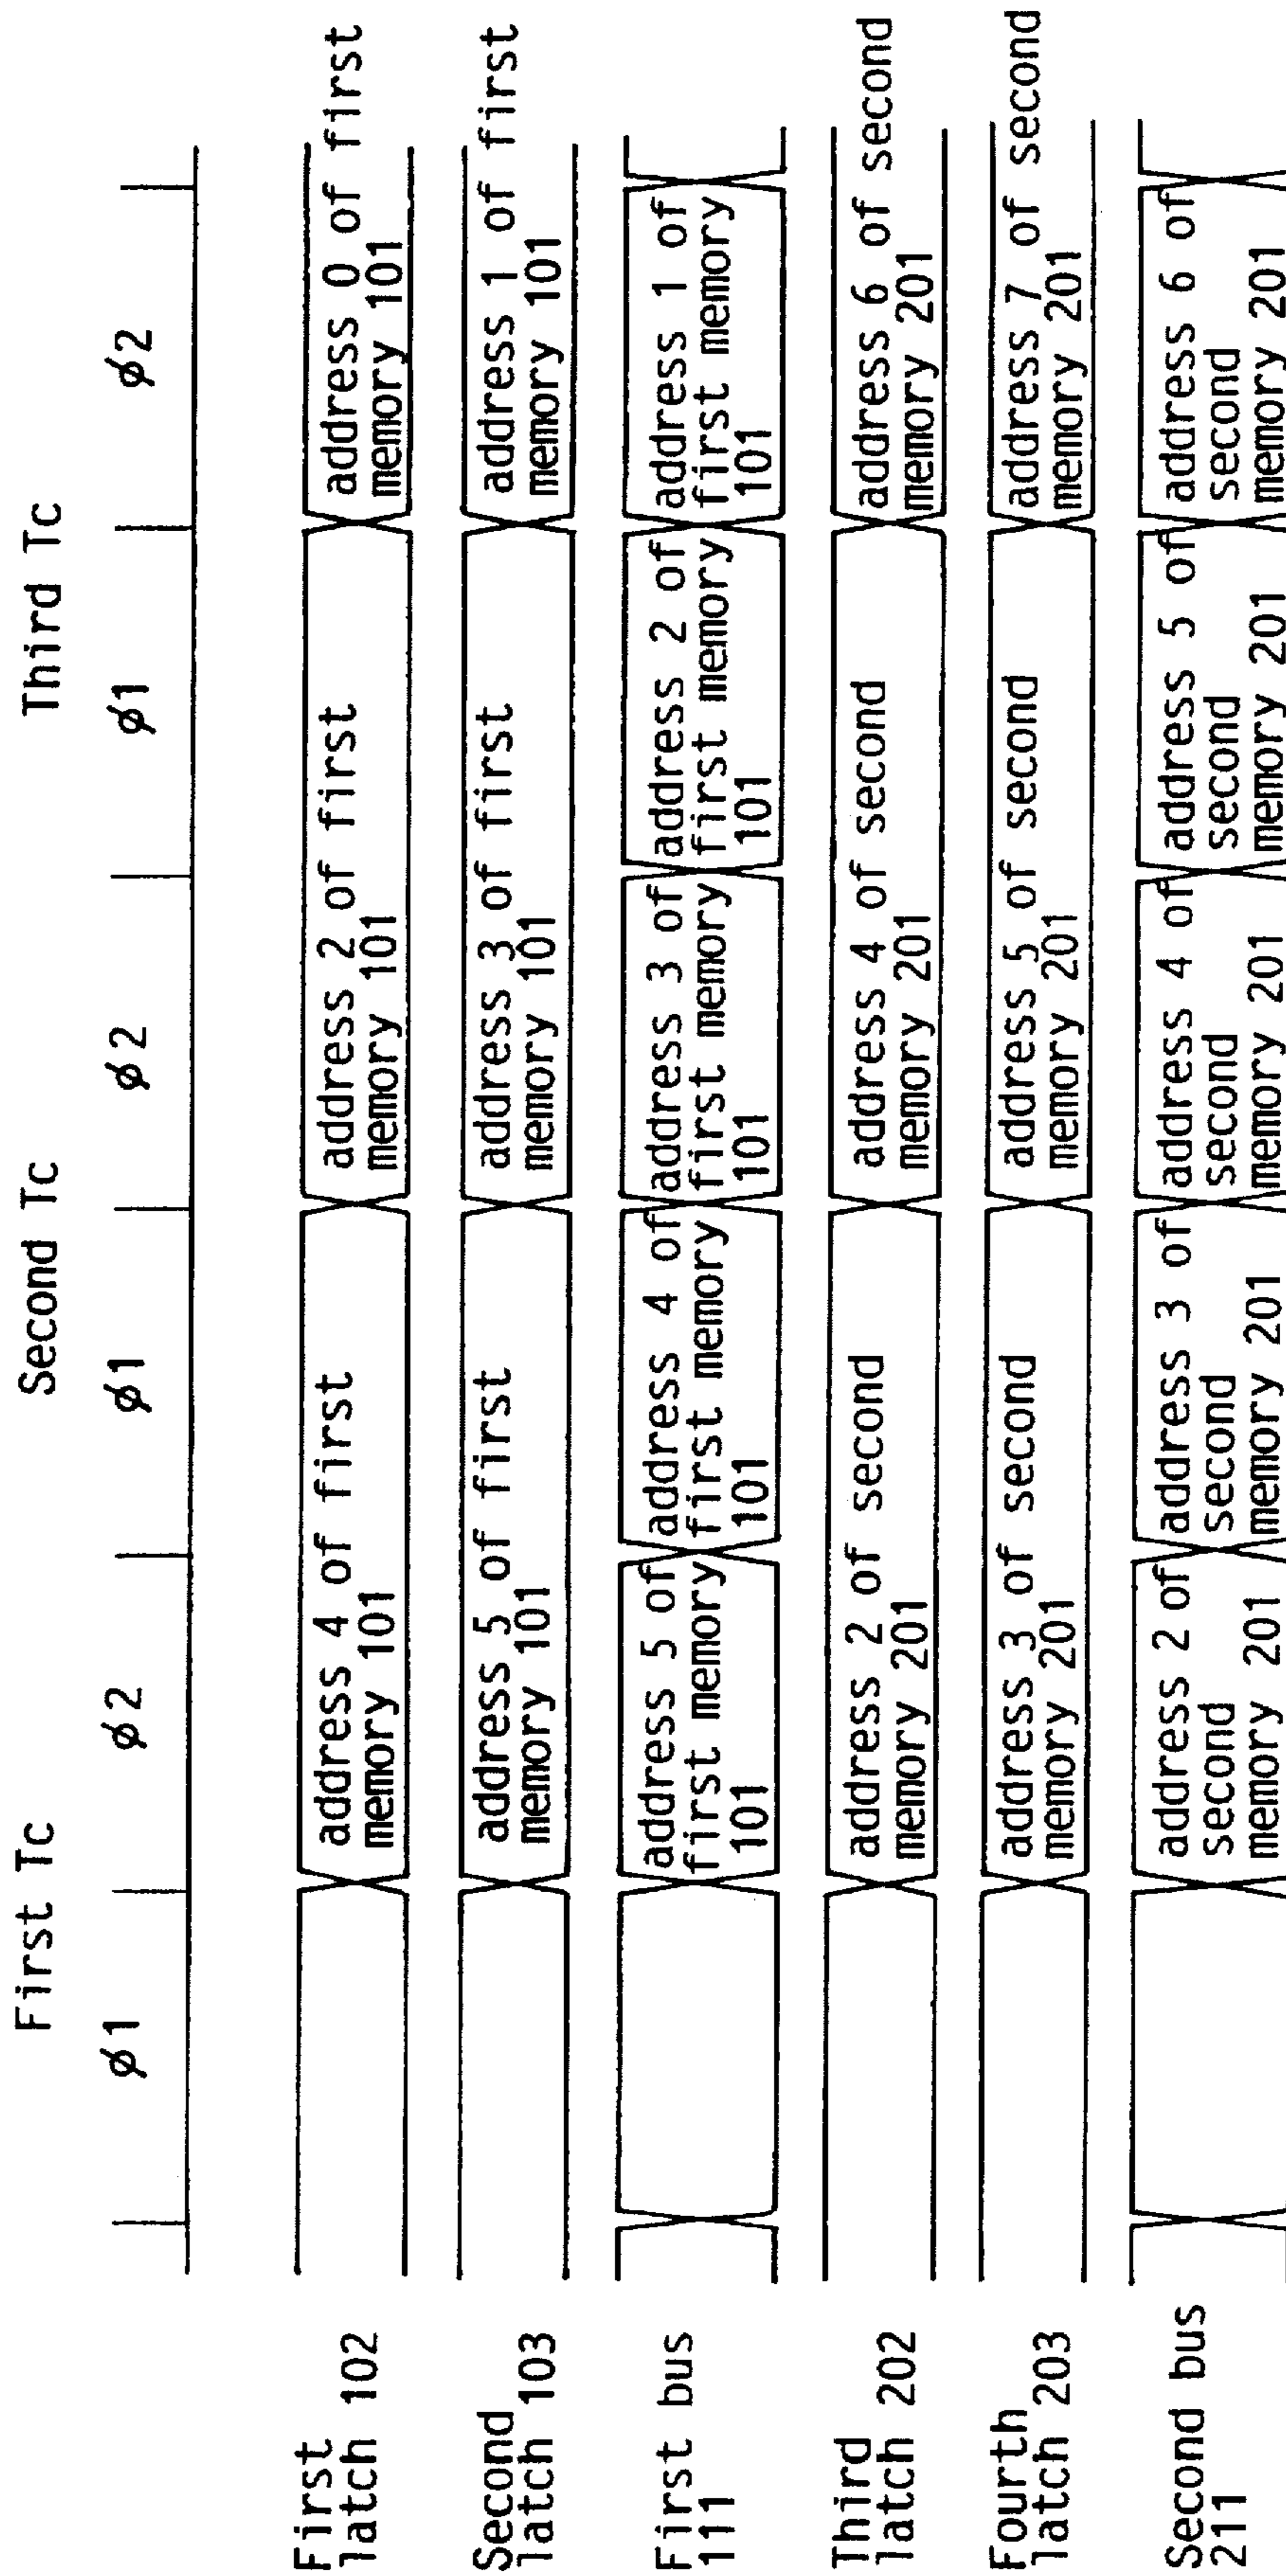 First Tc
Second Tc
Third Tc
ø1
ø2
ø1
ø2
ø1
ø2
First
latch 102
address 4 of first
memory 101
address 2 of first
memory 101
address 0 of first
memory 101
Second
latch 103
address 5 of first
memory 101
address 3 of first
memory 101
address 1 of first
memory 101
First bus
111
address 5 of
first memory
101
address 4 of
first memory
101
address 3 of
first memory
101
address 2 of
first memory
101
address 1 of
first memory
101
Third
latch 202
address 2 of second
memory 201
address 4 of second
memory 201
address 6 of second
memory 201
Fourth
latch 203
address 3 of second
memory 201
address 5 of second
memory 201
address 7 of second
memory 201
Second bus
211
address 2 of
second
memory 201
address 3 of
second
memory 201
address 4 of
second
memory 201
address 5 of
second
memory 201
address 6 of
second
memory 201